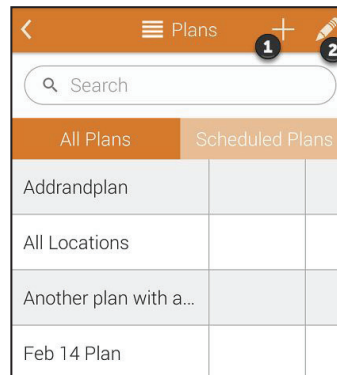 Plans
1
2
Search
All Plans
Scheduled Plans
Addrandplan
All Locations
Another plan with a...
Feb 14 Plan